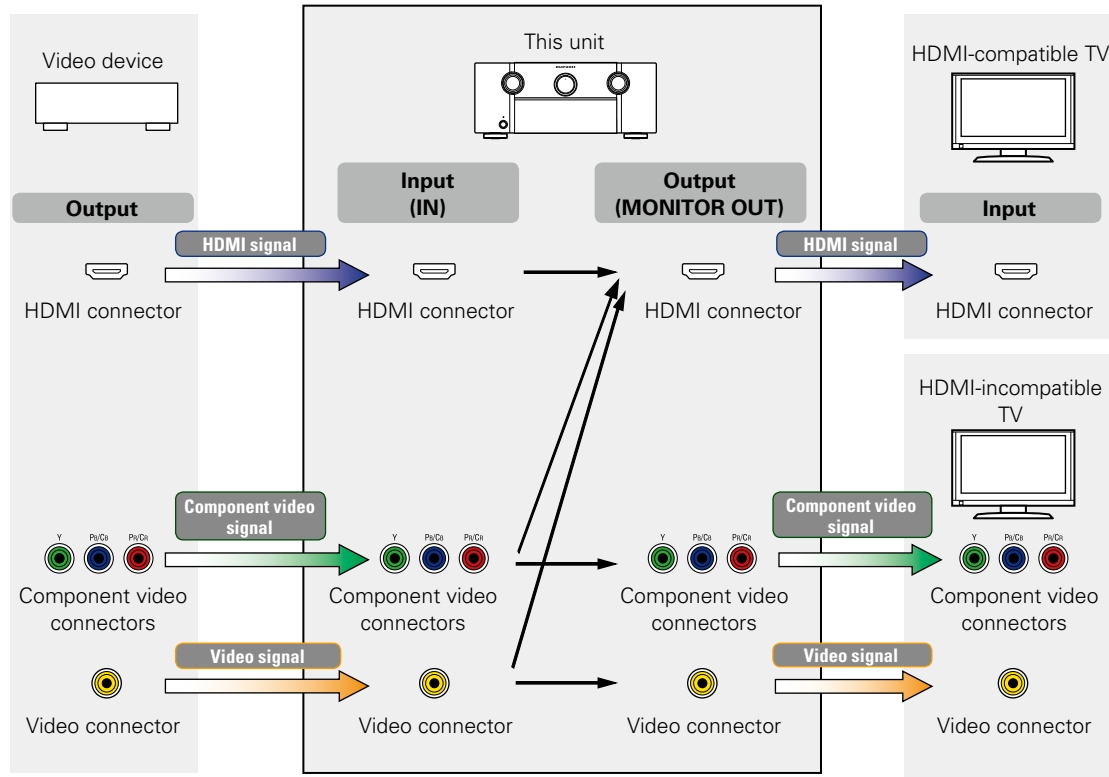 Video device
This unit
marantz
HDMI-compatible TV
Output
Input
(IN)
Output
(MONITOR OUT)
Input
HDMI signal
HDMI signal
HDMI connector
HDMI connector
HDMI connector
HDMI connector
HDMI-incompatible
TV
Component video
signal
Component video
signal
Y PB/CB PR/CR
Y PB/CB PR/CR
Y PB/CB PR/CR
Y PB/CB PR/CR
Component video
connectors
Component video
connectors
Component video
connectors
Component video
connectors
Video signal
Video signal
Video connector
Video connector
Video connector
Video connector